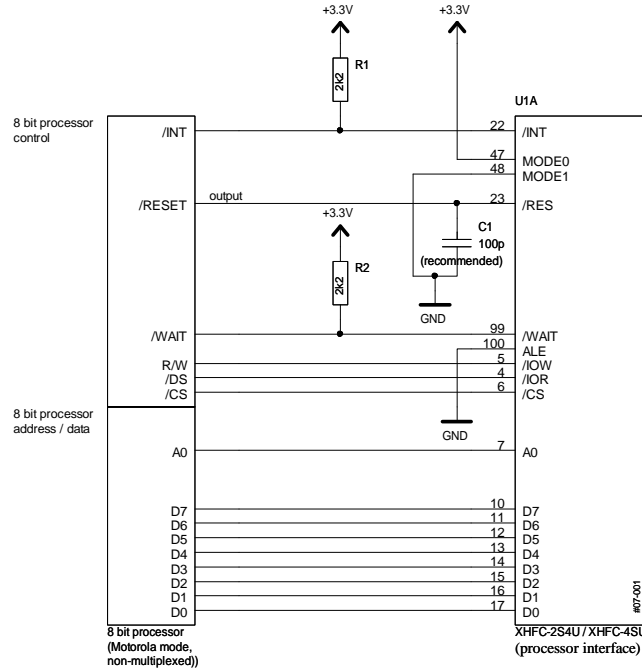 +3.3V
+3.3V
R1
2k2
U1A
8 bit processor
control
/INT
22
/INT
47
MODE0
48
MODE1
/RESET
output
23
/RES
+3.3V
C1
100p
(recommended)
R2
2k2
GND
/WAIT
99
/WAIT
100
ALE
R/W
5
/IOW
/DS
4
/IOR
/CS
6
/CS
8 bit processor
address / data
GND
A0
7
A0
D7
10
D7
D6
11
D6
D5
12
D5
D4
13
D4
D3
14
D3
D2
15
D2
D1
16
D1
D0
17
D0
#07-001
8 bit processor
(Motorola mode,
non-multiplexed))
XHFC-2S4U / XHFC-4SU
(processor interface)